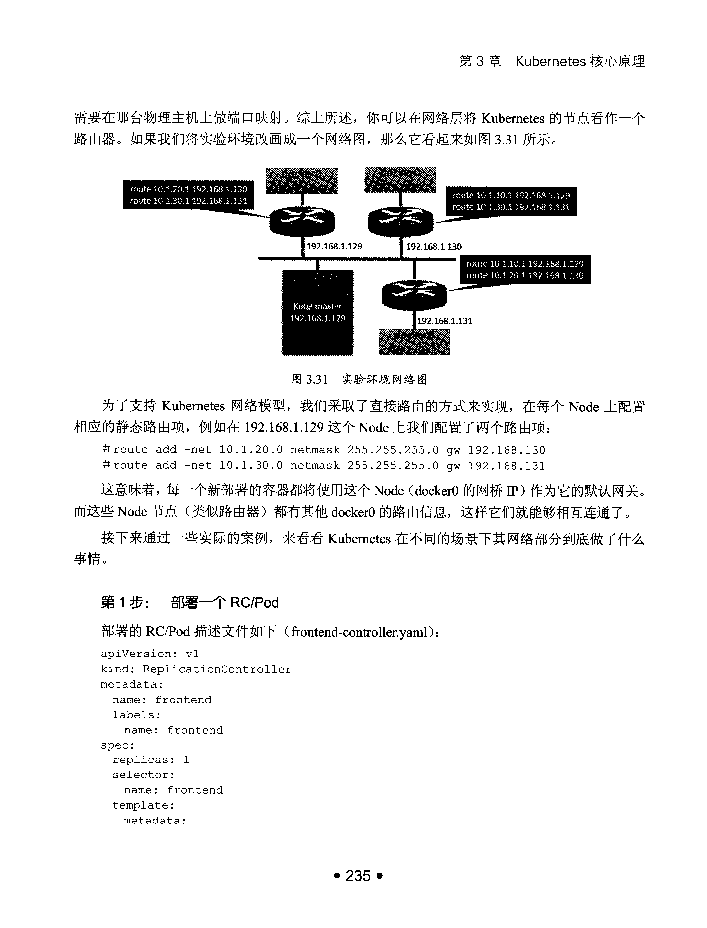 第 3 章 Kubernetes 核心原理
需要在那台物理主机上做端口映射。综上所述，你可以在网络层将 Kubernetes 的节点看作一个
路由器。如果我们将实验环境改画成一个网络图，那么它看起来如图 3.31 所示。
route 10.1.20.1 192.168.1.130
route 10.1.30.1 192.168.1.131
route 10.1.10.1 192.168.1.129
route 10.1.30.1 192.168.1.131
192.168.1.129
192.168.1.130
route 10.1.10.1 192.168.1.129
route 10.1.20.1 192.168.1.130
Kube master
192.168.1.129
192.168.1.131
图 3.31 实验环境网络图
为了支持 Kubernetes 网络模型，我们采取了直接路由的方式来实现，在每个 Node 上配置
相应的静态路由项，例如在 192.168.1.129 这个 Node 上我们配置了两个路由项：
#route add -net 10.1.20.0 netmask 255.255.255.0 gw 192.168.130
#route add -net 10.1.30.0 netmask 255.255.255.0 gw 192.168.131
这意味着，每一个新部署的容器都将使用这个 Node（docker0 的网桥 IP）作为它的默认网关。
而这些 Node 节点（类似路由器）都有其他 docker0 的路由信息，这样它们就能够相互连通了。
接下来通过一些实际的案例，来看看 Kubernetes 在不同的场景下其网络部分到底做了什么
事情。
第 1 步： 部署一个 RC/Pod
部署的 RC/Pod 描述文件如下（frontend-controller.yaml）：
apiVersion: v1
kind: ReplicationController
metadata:
  name: frontend
  labels:
    name: frontend
spec:
  replicas: 1
  selector:
    name: frontend
  template:
    metadata:
• 235 •